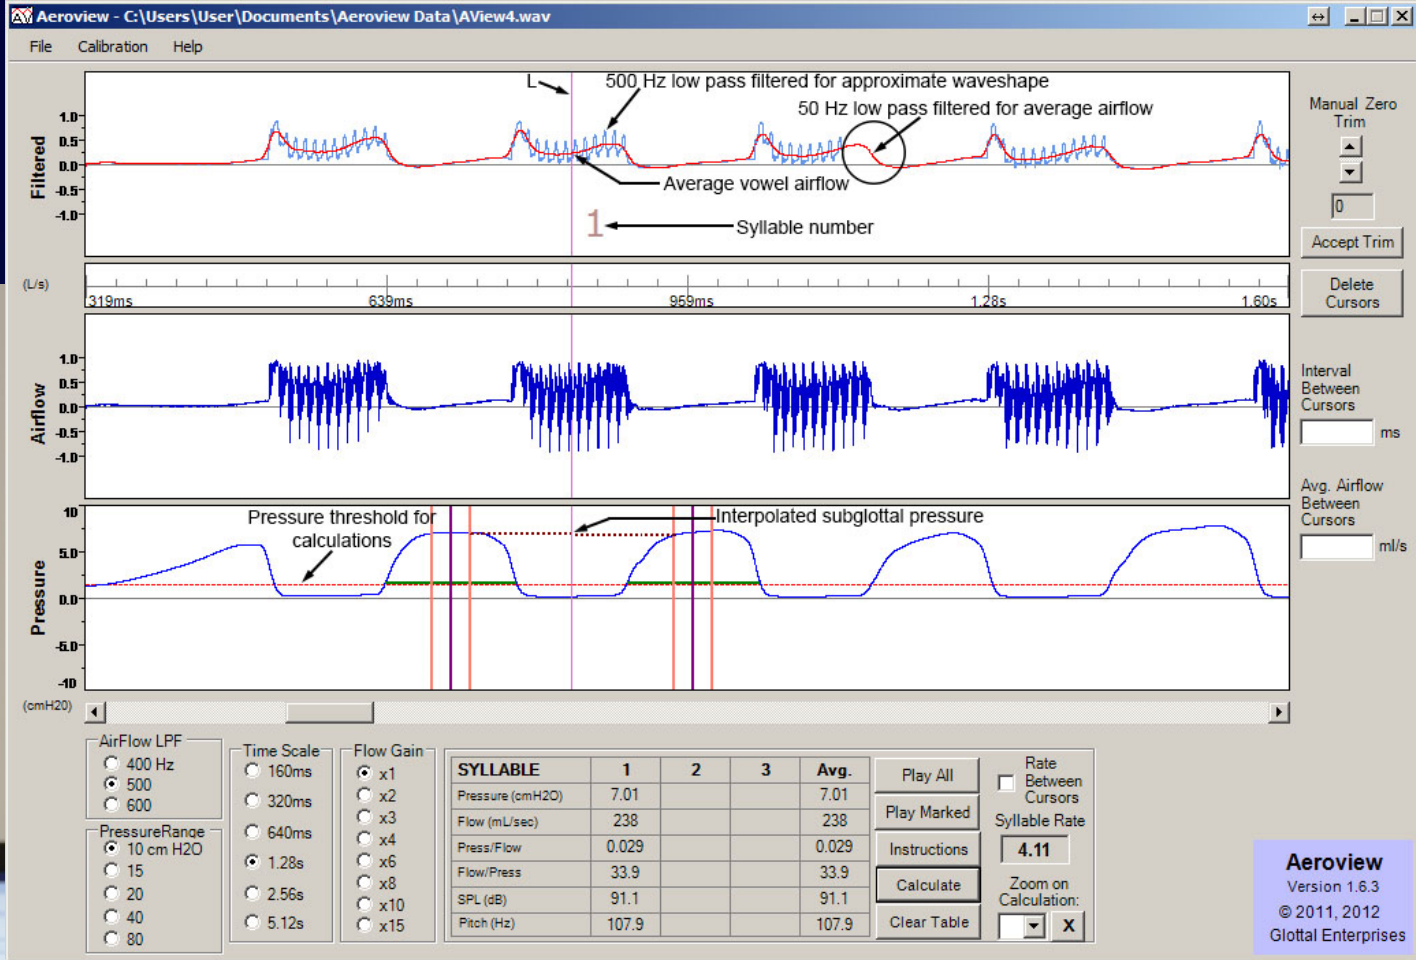 Aeroview - C:\Users\User\Documents\Aeroview Data\AView4.wav
File Calibration Help
L
500 Hz low pass filtered for approximate waveshape
50 Hz low pass filtered for average airflow
Average vowel airflow
1
Syllable number
Filtered
1.0
0.5
0.0
-0.5
-1.0
Manual Zero
Trim
0
Accept Trim
Delete
Cursors
(L/s)
319ms 639ms 959ms 1.28s 1.60s
Airflow
1.0
0.5
0.0
-0.5
-1.0
Interval
Between
Cursors
ms
Avg. Airflow
Between
Cursors
ml/s
Pressure threshold for
calculations
Interpolated subglottal pressure
Pressure
10
5.0
0.0
-5.0
-10
(cmH20)
AirFlow LPF
400 Hz
500
600
PressureRange
10 cm H2O
15
20
40
80
Time Scale
160ms
320ms
640ms
1.28s
2.56s
5.12s
Flow Gain
x1
x2
x3
x4
x6
x8
x10
x15
SYLLABLE 1 2 3 Avg.
Pressure (cmH2O) 7.01 7.01
Flow (mL/sec) 238 238
Press/Flow 0.029 0.029
Flow/Press 33.9 33.9
SPL (dB) 91.1 91.1
Pitch (Hz) 107.9 107.9
Play All
Play Marked
Instructions
Calculate
Clear Table
Rate
Between
Cursors
Syllable Rate
4.11
Zoom on
Calculation:
X
Aeroview
Version 1.6.3
© 2011, 2012
Glottal Enterprises